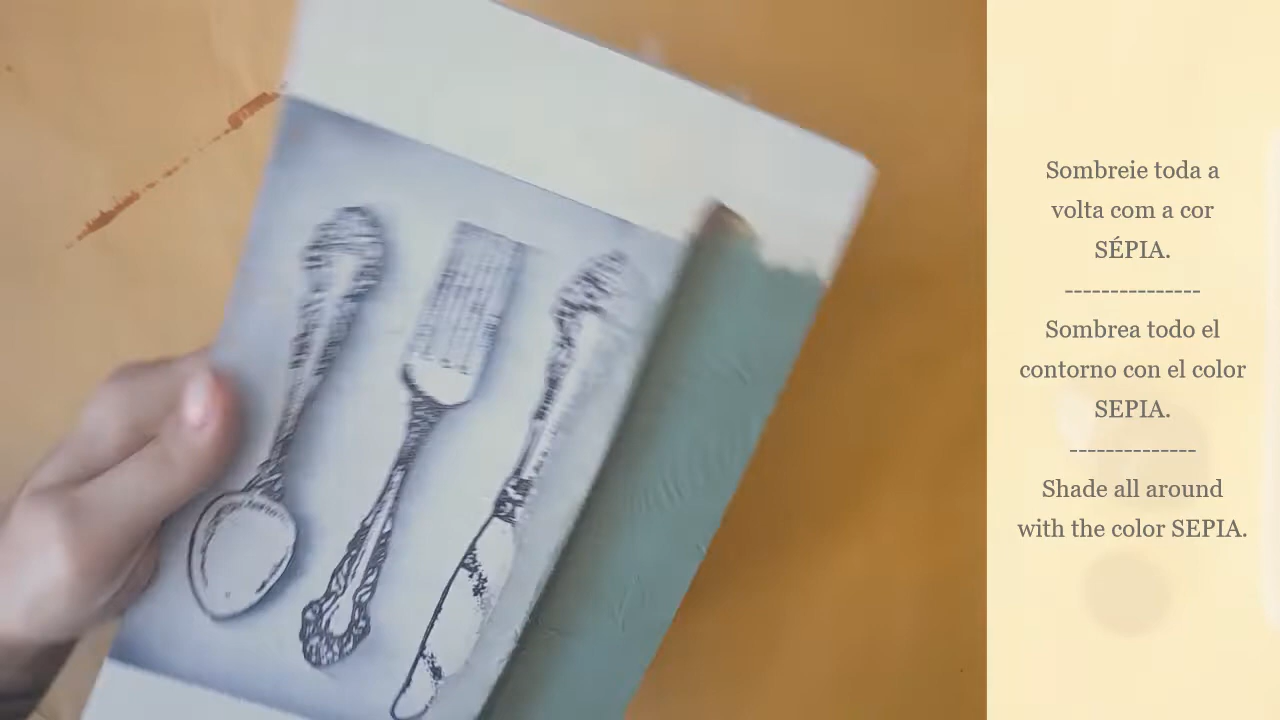 Sombreie toda a
volta com a cor
SÉPIA.
---------------
Sombrea todo el
contorno con el color
SEPIA.
--------------
Shade all around
with the color SEPIA.